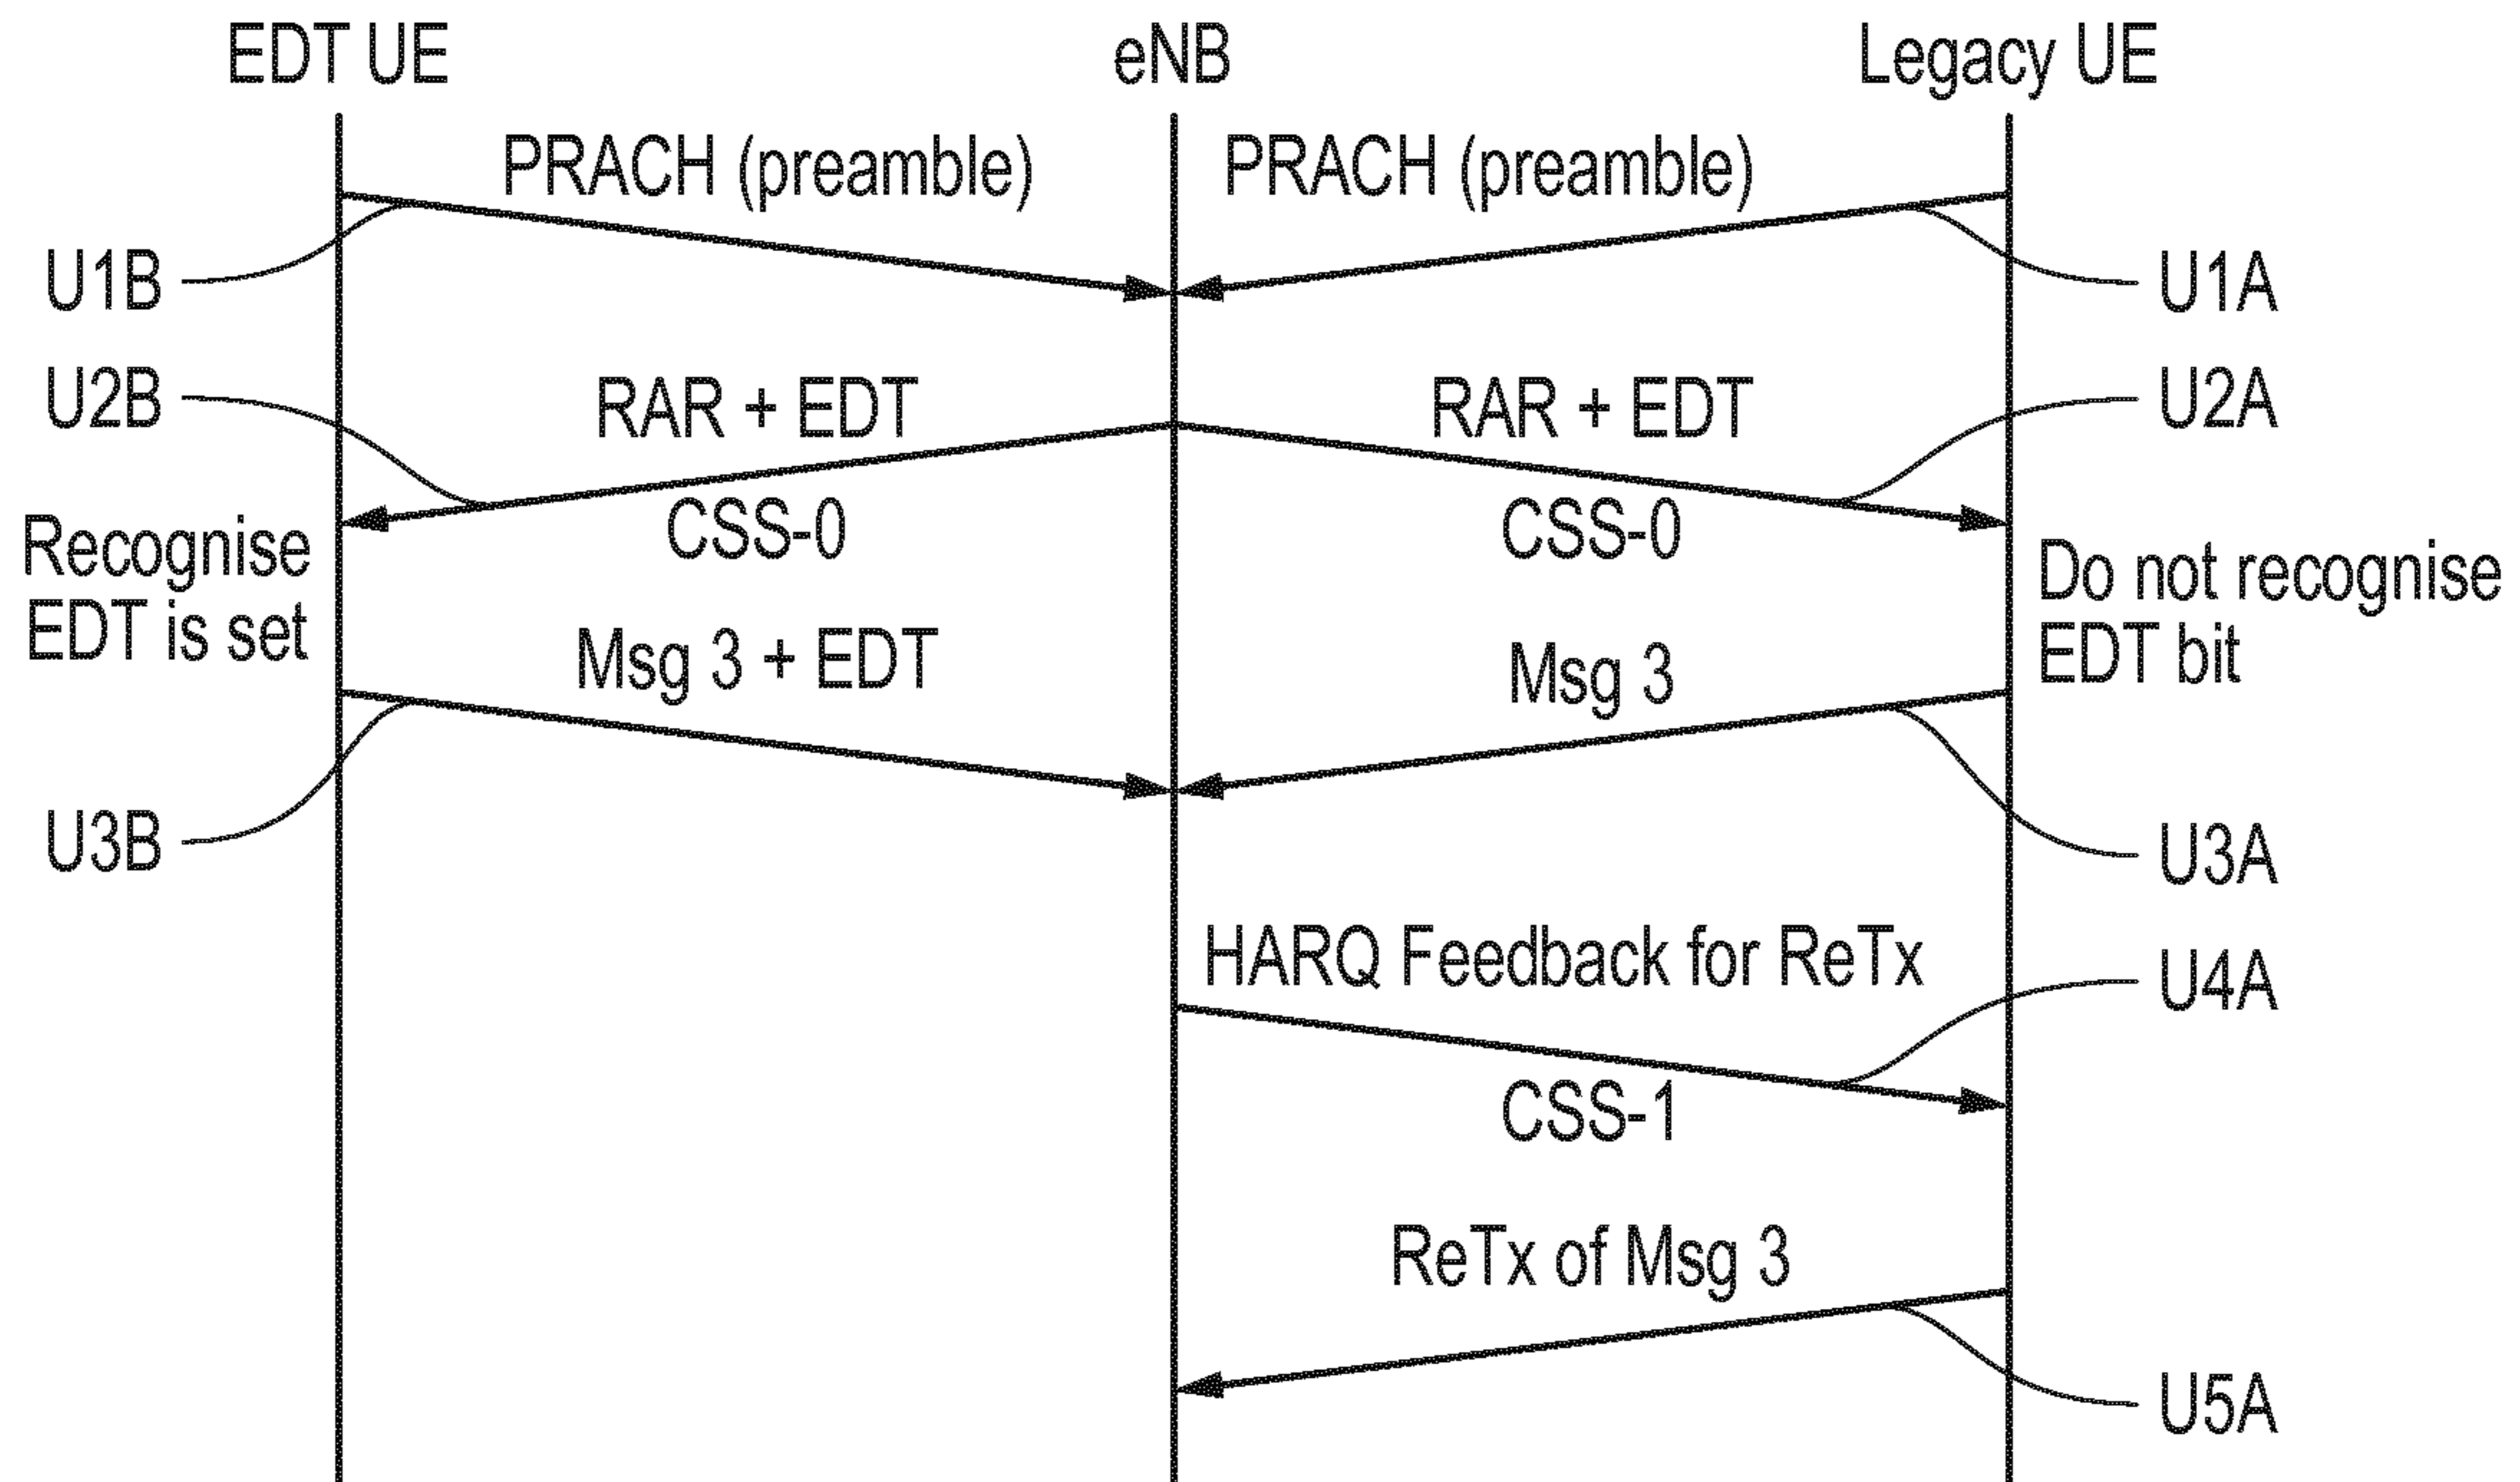 EDT UE
eNB
Legacy UE
PRACH (preamble)
PRACH (preamble)
U1B
U1A
U2B
RAR + EDT
RAR + EDT
U2A
CSS-0
CSS-0
Recognise
EDT is set
Do not recognise
EDT bit
Msg 3 + EDT
Msg 3
U3B
U3A
HARQ Feedback for ReTx
U4A
CSS-1
ReTx of Msg 3
U5A